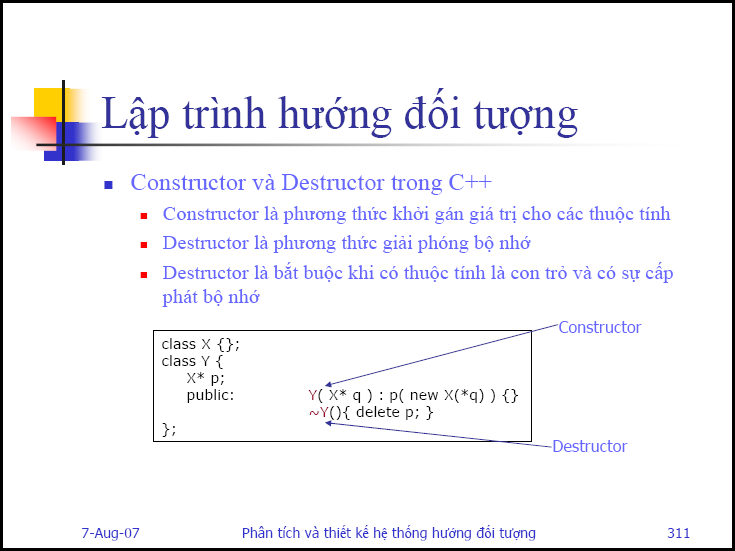 Lập trình hướng đối tượng
Constructor và Destructor trong C++
Constructor là phương thức khởi gán giá trị cho các thuộc tính
Destructor là phương thức giải phóng bộ nhớ
Destructor là bắt buộc khi có thuộc tính là con trỏ và có sự cấp
phát bộ nhớ
Constructor
class X {};
class Y {
X* p;
public: Y( X* q ) : p( new X(*q) ) {}
~Y(){ delete p; }
};
Destructor
7-Aug-07 Phân tích và thiết kế hệ thống hướng đối tượng 311